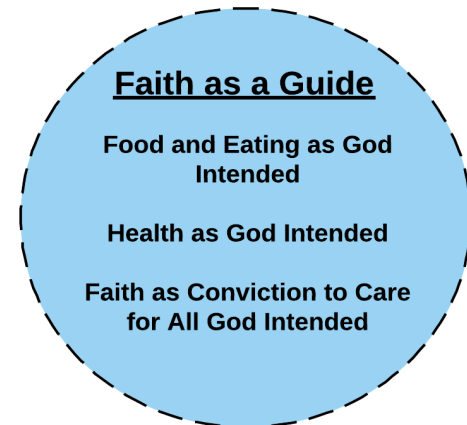 Faith as a Guide
Food and Eating as God
Intended
Health as God Intended
Faith as Conviction to Care
for All God Intended